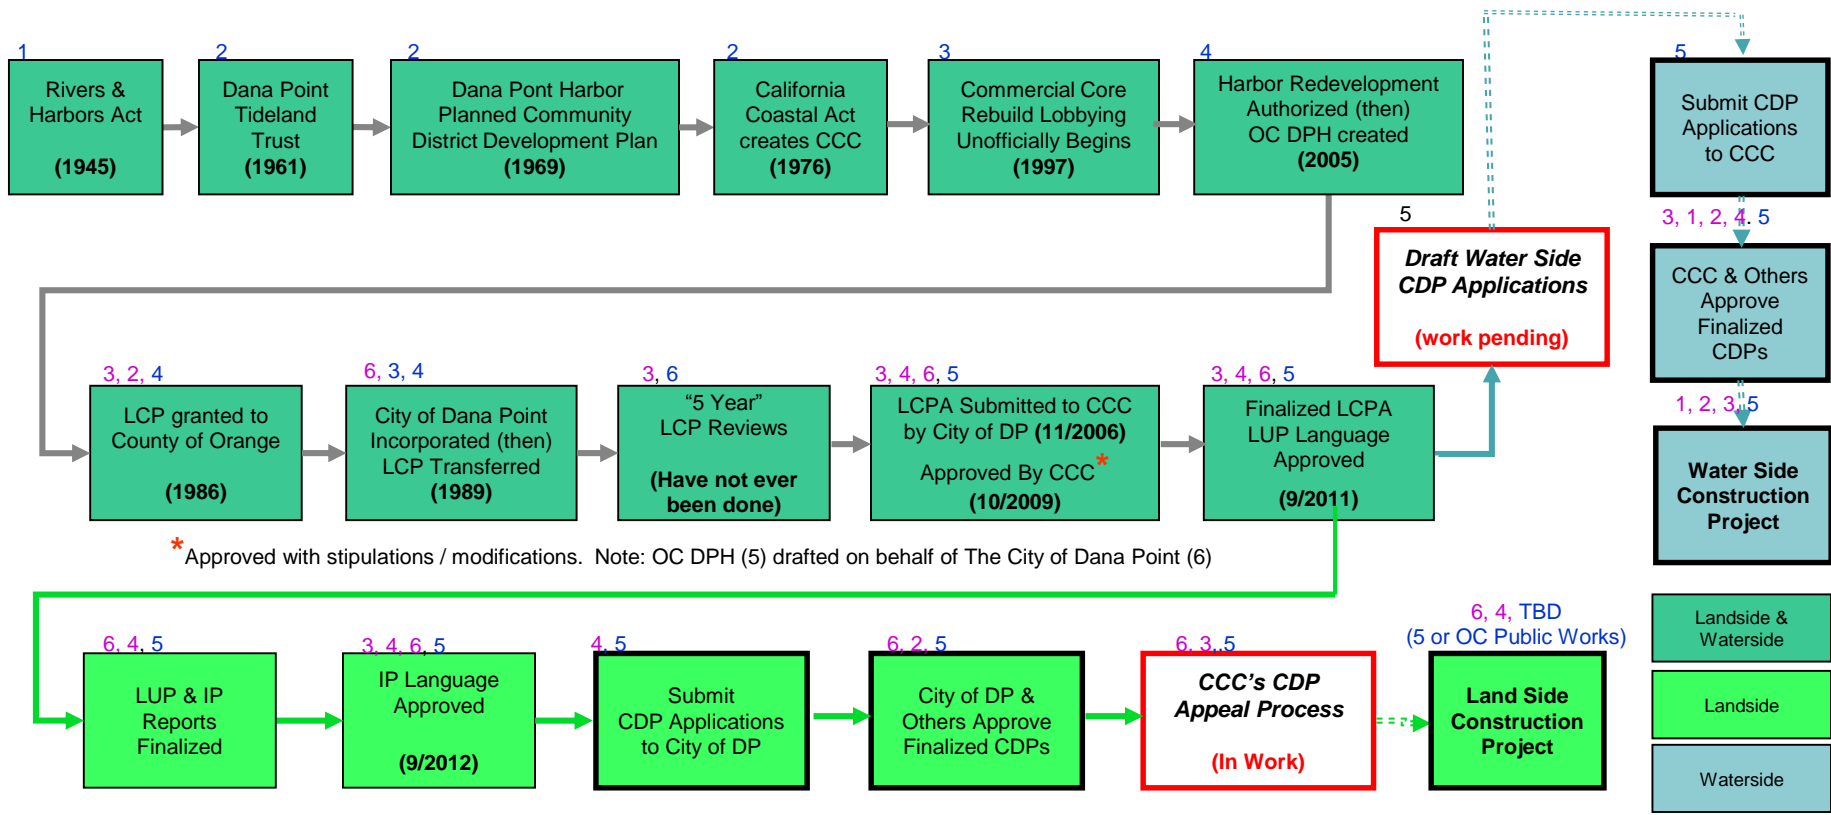 1
Rivers &
Harbors Act
(1945)
2
Dana Point
Tideland
Trust
(1961)
2
Dana Pont Harbor
Planned Community
District Development Plan
(1969)
2
California
Coastal Act
creates CCC
(1976)
3
Commercial Core
Rebuild Lobbying
Unofficially Begins
(1997)
4
Harbor Redevelopment
Authorized (then)
OC DPH created
(2005)
3, 2, 4
LCP granted to
County of Orange
(1986)
6, 3, 4
City of Dana Point
Incorporated (then)
LCP Transferred
(1989)
3, 6
“5 Year”
LCP Reviews
(Have not ever
been done)
3, 4, 6, 5
LCPA Submitted to CCC
by City of DP (11/2006)
Approved By CCC*
(10/2009)
3, 4, 6, 5
Finalized LCPA
LUP Language
Approved
(9/2011)
*Approved with stipulations / modifications. Note: OC DPH (5) drafted on behalf of The City of Dana Point (6)
5
Draft Water Side
CDP Applications
(work pending)
5
Submit CDP
Applications
to CCC
3, 1, 2, 4. 5
CCC & Others
Approve
Finalized
CDPs
1, 2, 3, 5
Water Side
Construction
Project
6, 4, 5
LUP & IP
Reports
Finalized
3, 4, 6, 5
IP Language
Approved
(9/2012)
4, 5
Submit
CDP Applications
to City of DP
6, 2, 5
City of DP &
Others Approve
Finalized CDPs
6, 3,.5
CCC's CDP
Appeal Process
(In Work)
6, 4, TBD
(5 or OC Public Works)
Land Side
Construction
Project
Landside &
Waterside
Landside
Waterside